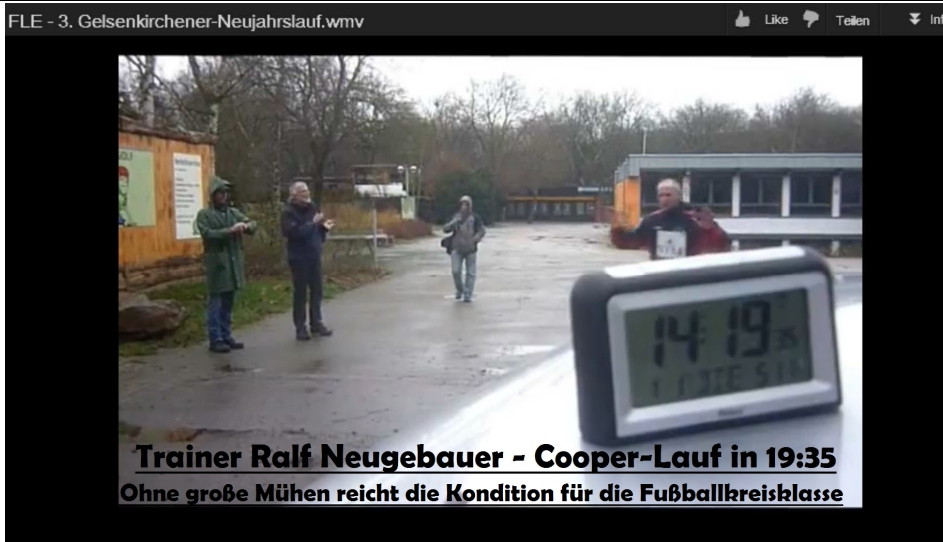 FLE - 3. Gelsenkirchener-Neujahrslauf.wmv
Like
Teilen
14:19 35
Trainer Ralf Neugebauer - Cooper-Lauf in 19:35
Ohne große Mühen reicht die Kondition für die Fußballkreisklasse